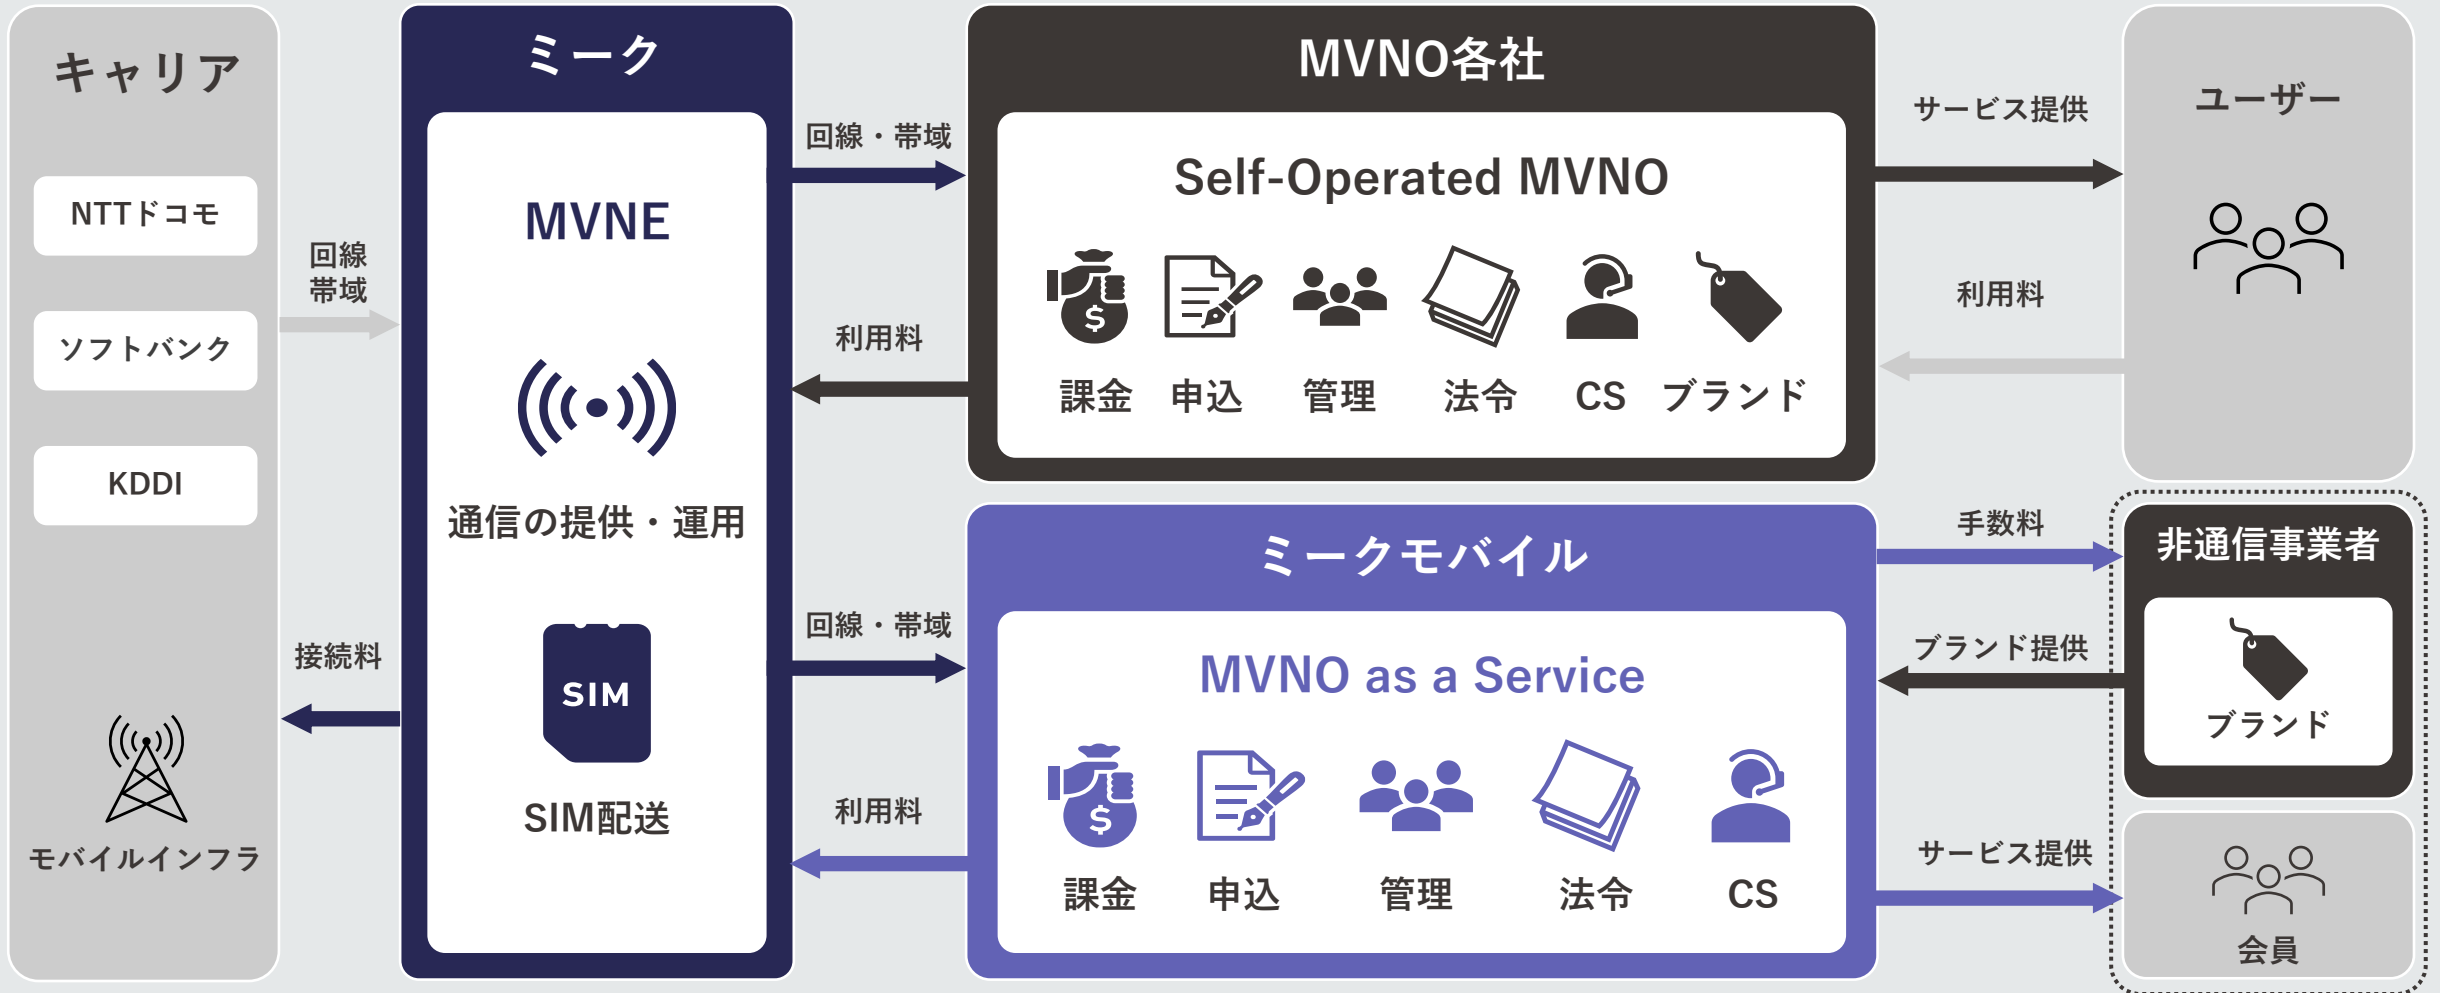 キャリア
NTTドコモ
ソフトバンク
KDDI
モバイルインフラ
回線
帯域
接続料
ミーク
MVNE
通信の提供・運用
SIM
SIM配送
回線・帯域
利用料
回線・帯域
利用料
MVNO各社
Self-Operated MVNO
$
課金
申込
管理
法令
CS
ブランド
ミークモバイル
MVNO as a Service
$
課金
申込
管理
法令
CS
サービス提供
利用料
手数料
ブランド提供
サービス提供
ユーザー
非通信事業者
ブランド
会員